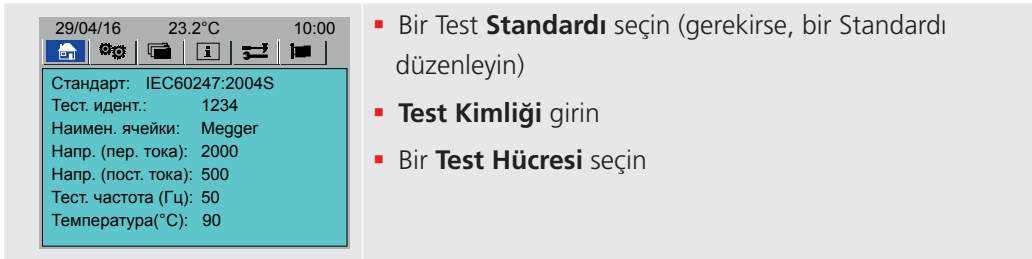 29/04/16 23.2°C 10:00
Стандарт: IEC60247:2004S
Тест. идент.: 1234
Наимен. ячейки: Megger
Напр. (пер. тока): 2000
Напр. (пост. тока): 500
Тест. частота (Гц): 50
Температура(°C): 90
▪ Bir Test Standardı seçin (gerekirse, bir Standardı
düzenleyin)
▪ Test Kimliği girin
▪ Bir Test Hücresi seçin